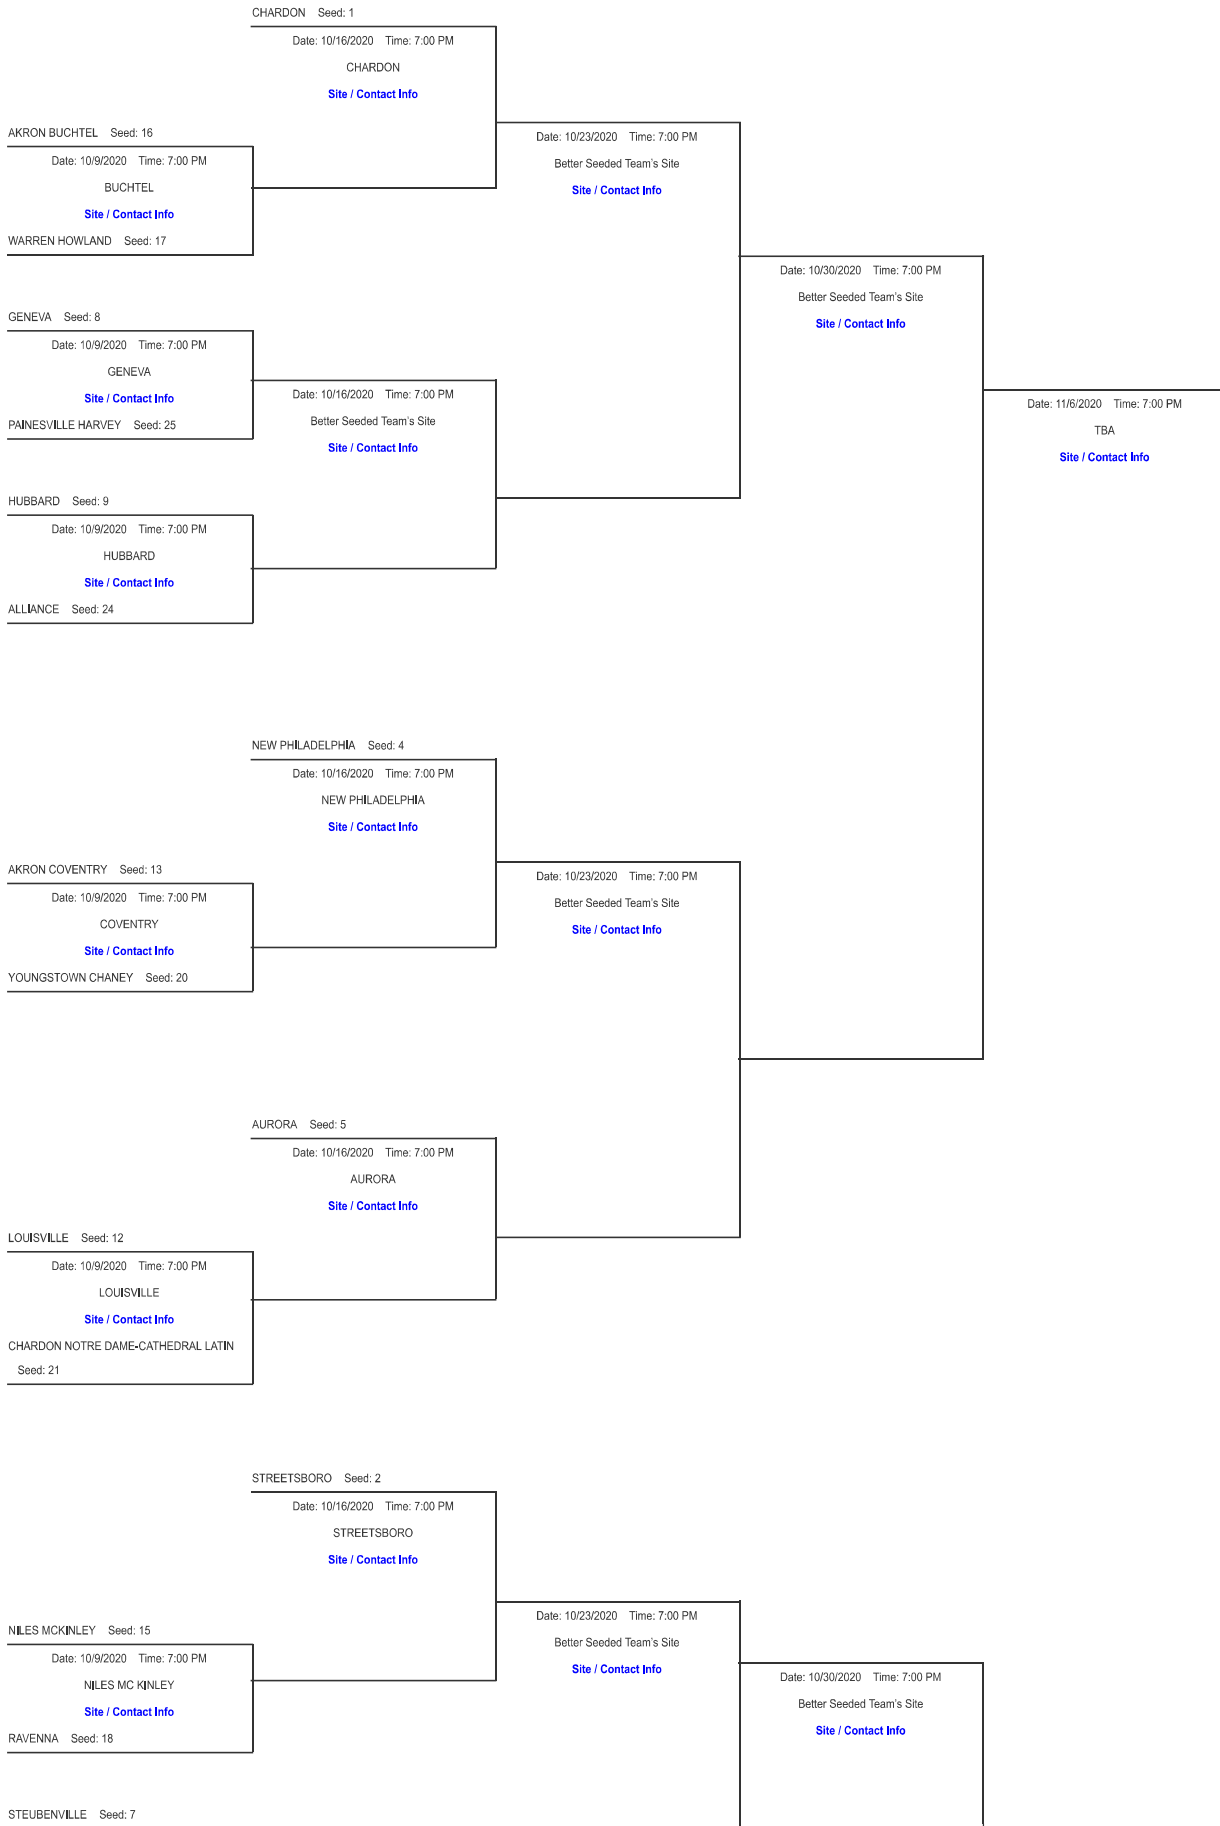 CHARDON Seed: 1
Date: 10/16/2020 Time: 7:00 PM
CHARDON
Site / Contact Info
AKRON BUCHTEL Seed: 16
Date: 10/9/2020 Time: 7:00 PM
BUCHTEL
Site / Contact Info
WARREN HOWLAND Seed: 17
Date: 10/23/2020 Time: 7:00 PM
Better Seeded Team's Site
Site / Contact Info
Date: 10/30/2020 Time: 7:00 PM
Better Seeded Team's Site
Site / Contact Info
GENEVA Seed: 8
Date: 10/9/2020 Time: 7:00 PM
GENEVA
Site / Contact Info
PAINESVILLE HARVEY Seed: 25
Date: 10/16/2020 Time: 7:00 PM
Better Seeded Team's Site
Site / Contact Info
Date: 11/6/2020 Time: 7:00 PM
TBA
Site / Contact Info
HUBBARD Seed: 9
Date: 10/9/2020 Time: 7:00 PM
HUBBARD
Site / Contact Info
ALLIANCE Seed: 24
NEW PHILADELPHIA Seed: 4
Date: 10/16/2020 Time: 7:00 PM
NEW PHILADELPHIA
Site / Contact Info
AKRON COVENTRY Seed: 13
Date: 10/9/2020 Time: 7:00 PM
COVENTRY
Site / Contact Info
YOUNGSTOWN CHANEY Seed: 20
Date: 10/23/2020 Time: 7:00 PM
Better Seeded Team's Site
Site / Contact Info
AURORA Seed: 5
Date: 10/16/2020 Time: 7:00 PM
AURORA
Site / Contact Info
LOUISVILLE Seed: 12
Date: 10/9/2020 Time: 7:00 PM
LOUISVILLE
Site / Contact Info
CHARDON NOTRE DAME-CATHEDRAL LATIN
Seed: 21
STREETSBORO Seed: 2
Date: 10/16/2020 Time: 7:00 PM
STREETSBORO
Site / Contact Info
NILES MCKINLEY Seed: 15
Date: 10/9/2020 Time: 7:00 PM
NILES MC KINLEY
Site / Contact Info
RAVENNA Seed: 18
Date: 10/23/2020 Time: 7:00 PM
Better Seeded Team's Site
Site / Contact Info
Date: 10/30/2020 Time: 7:00 PM
Better Seeded Team's Site
Site / Contact Info
STEUBENVILLE Seed: 7